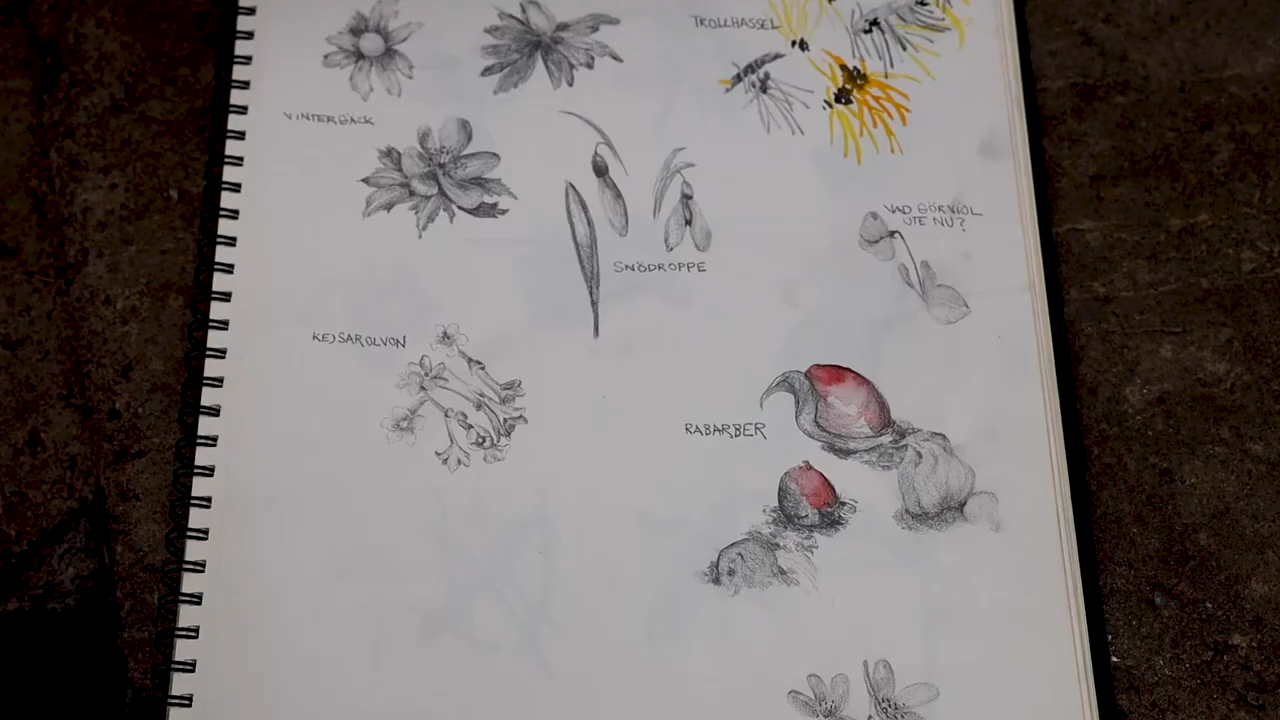 TROLLHASSEL
VINTERGÄCK
VAD GÖR VIOL
UTE NU?
SNÖDROPPE
KEJSAROLVON
RABARBER